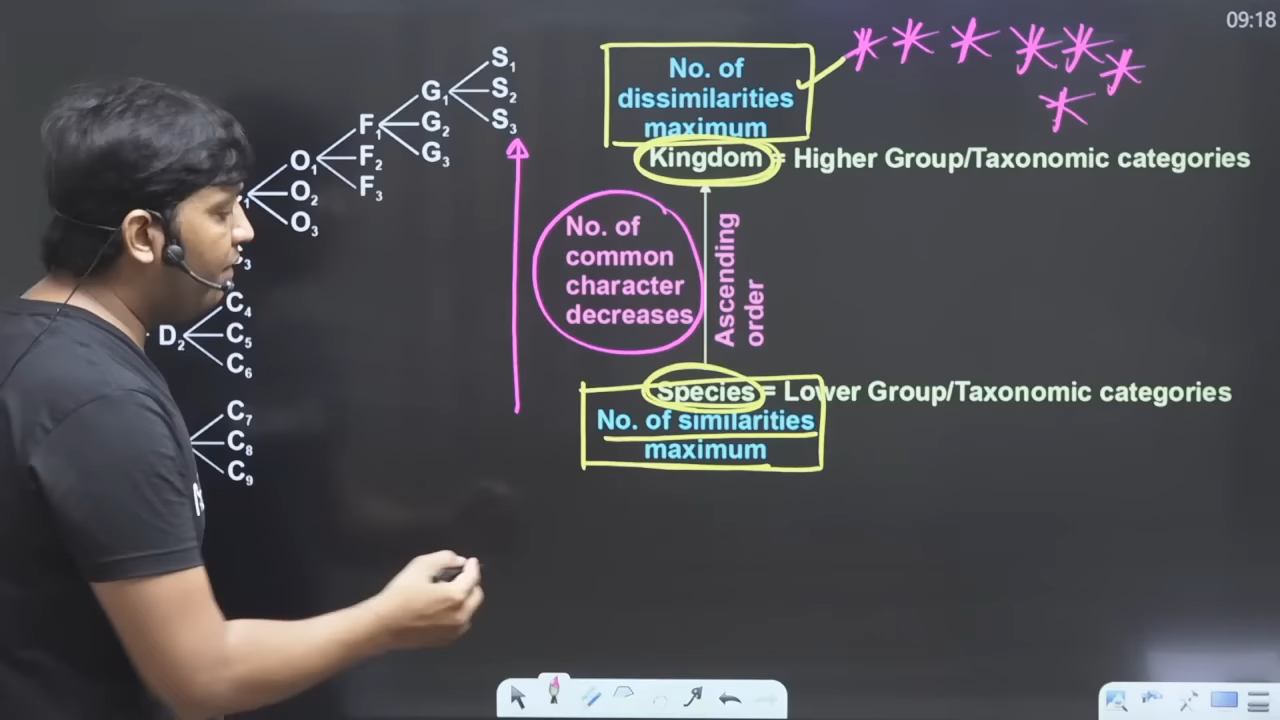 09:18
No. of
dissimilarities
maximum
Kingdom = Higher Group/Taxonomic categories
No. of
common
character
decreases
Ascending
order
Species = Lower Group/Taxonomic categories
No. of similarities
maximum
S1
S2
S3
G1
G2
G3
F1
F2
F3
O1
O2
O3
C4
D2
C5
C6
C7
C8
C9